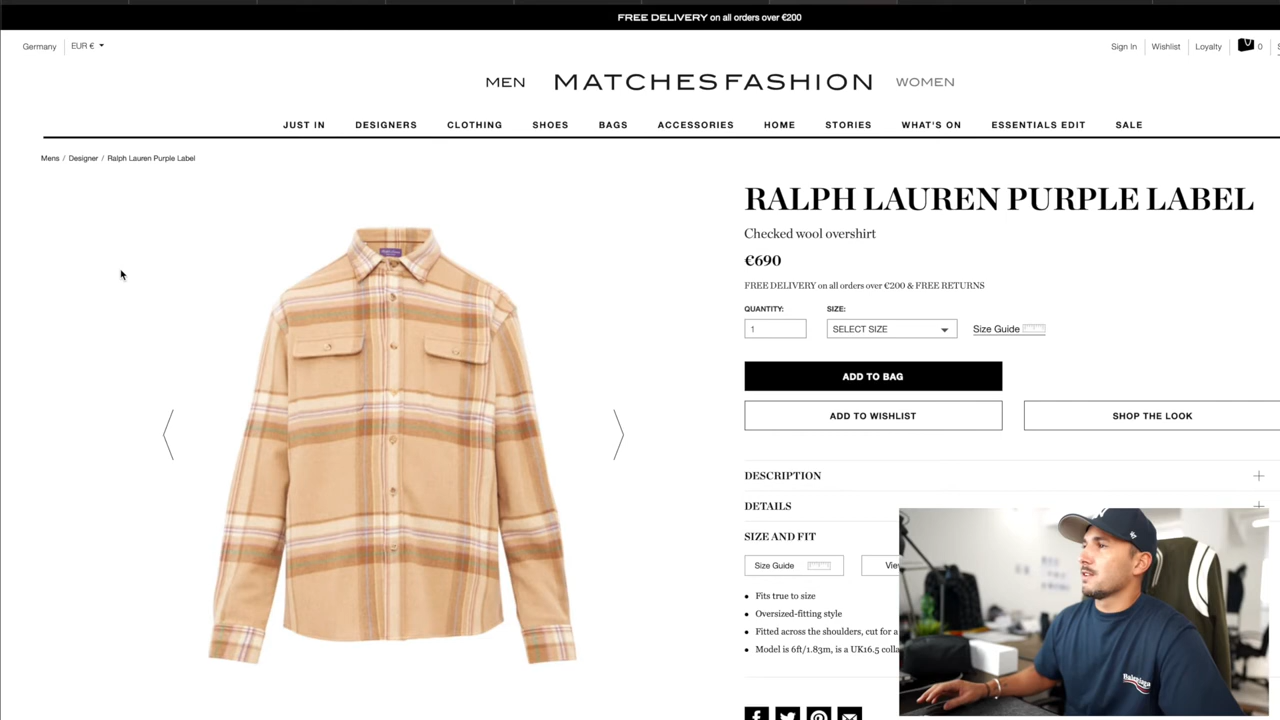 FREE DELIVERY on all orders over €200
Germany EUR €
Sign In Wishlist Loyalty 0
MEN MATCHESFASHION WOMEN
JUST IN DESIGNERS CLOTHING SHOES BAGS ACCESSORIES HOME STORIES WHAT'S ON ESSENTIALS EDIT SALE
Mens / Designer / Ralph Lauren Purple Label
RALPH LAUREN PURPLE LABEL
Checked wool overshirt
€690
FREE DELIVERY on all orders over €200 & FREE RETURNS
QUANTITY: SIZE:
1 SELECT SIZE Size Guide
ADD TO BAG
ADD TO WISHLIST SHOP THE LOOK
DESCRIPTION
DETAILS
SIZE AND FIT
Size Guide
Fits true to size
Oversized-fitting style
Fitted across the shoulders, cut for a
Model is 6ft/1.83m, is a UK16.5
Balenciaga